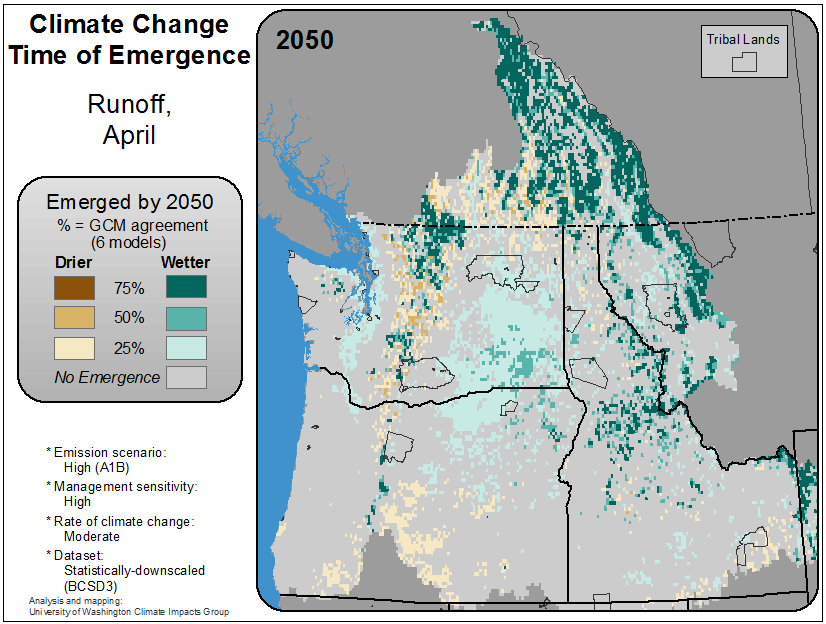 Climate Change
Time of Emergence
Runoff,
April
Emerged by 2050
% = GCM agreement
(6 models)
Drier Wetter
75%
50%
25%
No Emergence
* Emission scenario:
High (A1B)
* Management sensitivity:
High
* Rate of climate change:
Moderate
* Dataset:
Statistically-downscaled
(BCSD3)
Analysis and mapping:
University of Washington Climate Impacts Group
2050
Tribal Lands